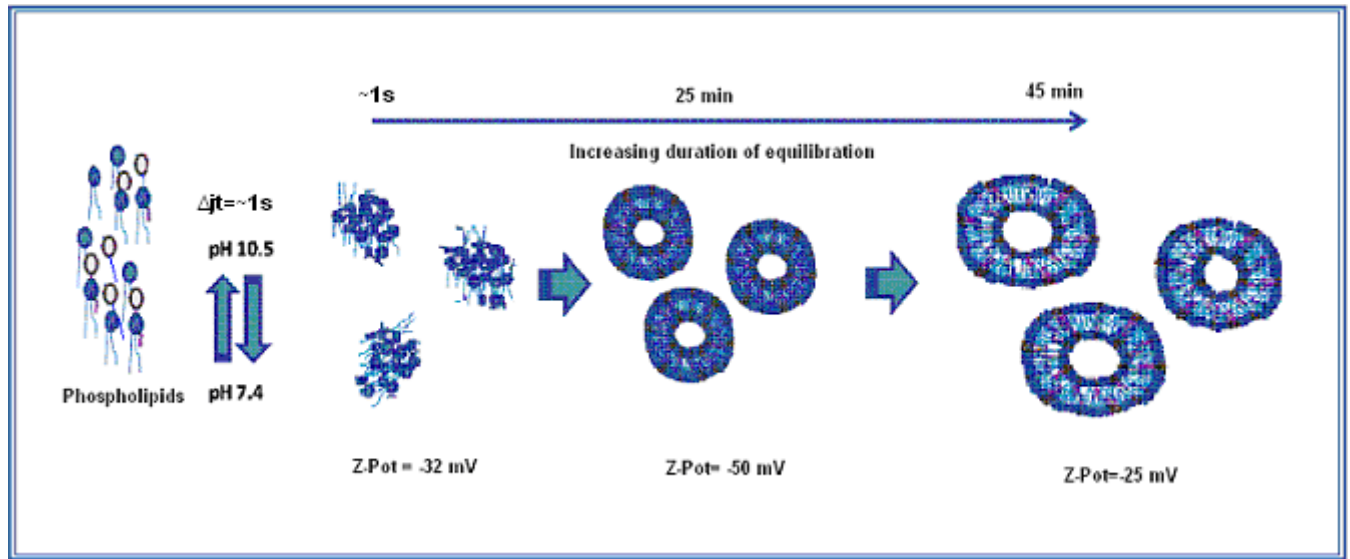 ~1s
25 min
45 min
Increasing duration of equilibration
Δjt=~1s
pH 10.5
pH 7.4
Phospholipids
Z-Pot = -32 mV
Z-Pot= -50 mV
Z-Pot=-25 mV